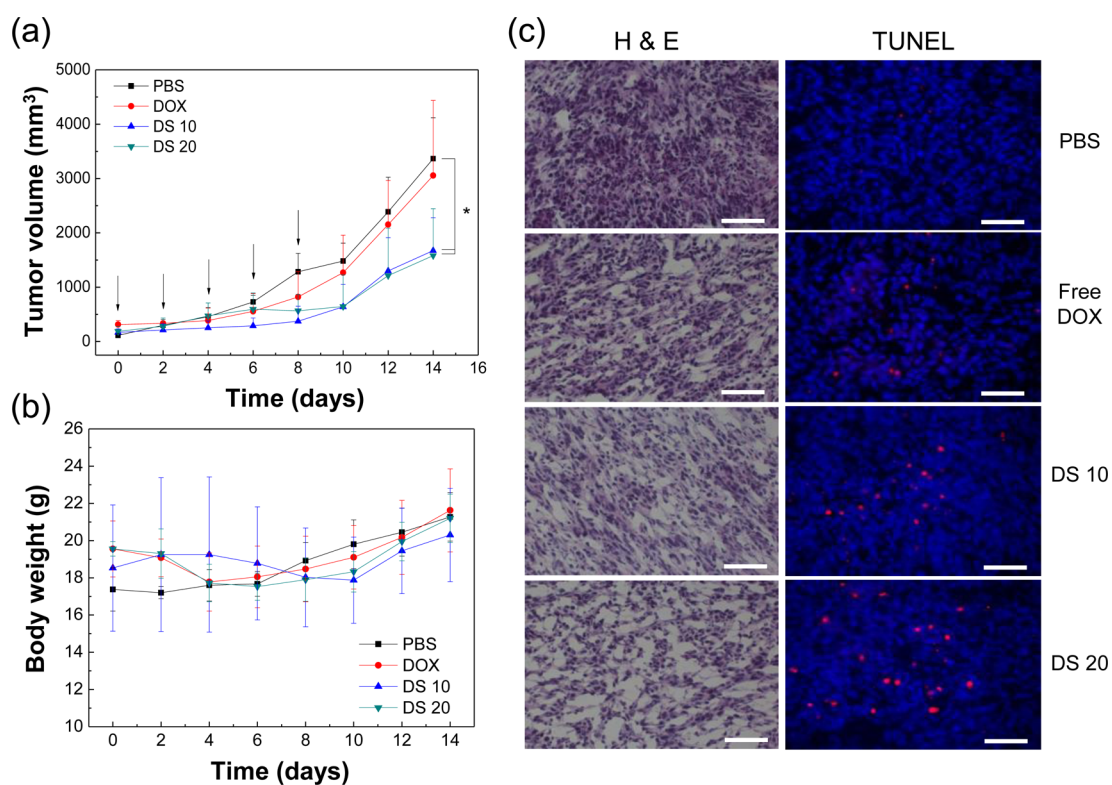 (a)
5000
4000
3000
2000
1000
0
Tumor volume (mm³)
PBS
DOX
DS 10
DS 20
*
0 2 4 6 8 10 12 14 16
Time (days)
(b)
26
24
22
20
18
16
14
12
10
Body weight (g)
PBS
DOX
DS 10
DS 20
0 2 4 6 8 10 12 14
Time (days)
(c)
H & E TUNEL
PBS
Free
DOX
DS 10
DS 20